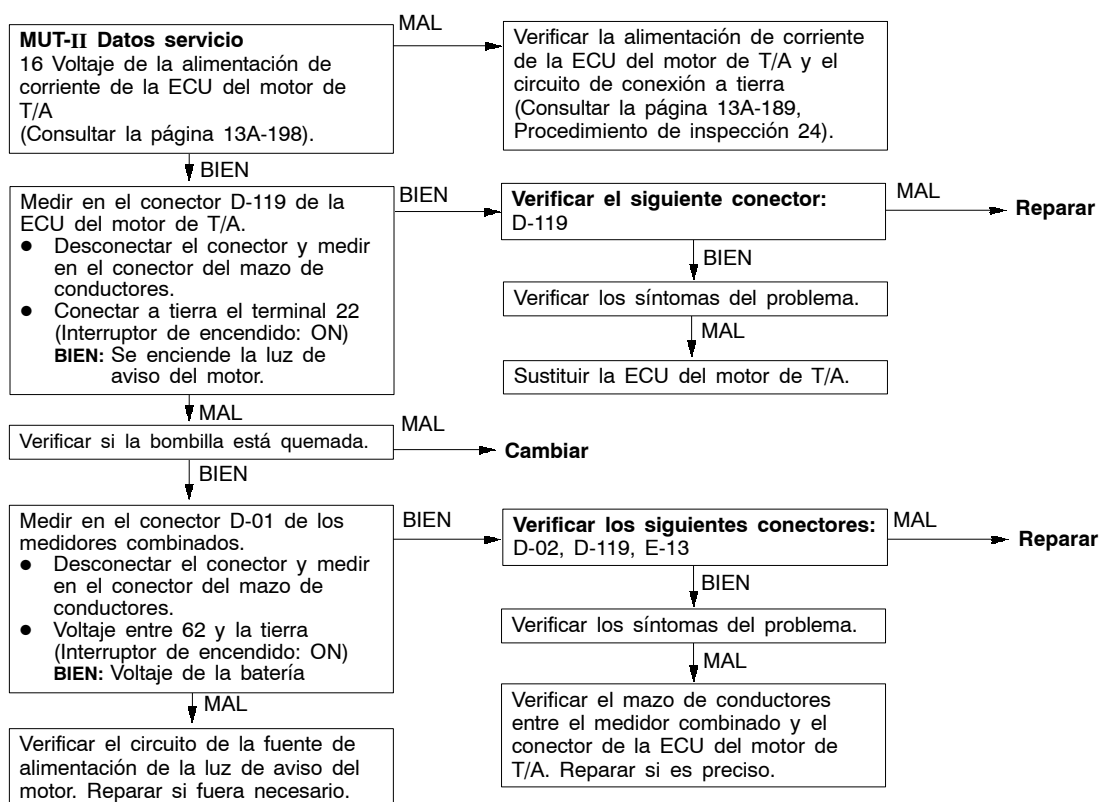 MUT-II Datos servicio
16 Voltaje de la alimentación de
corriente de la ECU del motor de
T/A
(Consultar la página 13A-198).
MAL
Verificar la alimentación de corriente
de la ECU del motor de T/A y el
circuito de conexión a tierra
(Consultar la página 13A-189,
Procedimiento de inspección 24).
BIEN
Medir en el conector D-119 de la
ECU del motor de T/A.
● Desconectar el conector y medir
en el conector del mazo de
conductores.
● Conectar a tierra el terminal 22
(Interruptor de encendido: ON)
BIEN: Se enciende la luz de
aviso del motor.
BIEN
Verificar el siguiente conector:
D-119
MAL
Reparar
BIEN
Verificar los síntomas del problema.
MAL
Sustituir la ECU del motor de T/A.
MAL
Verificar si la bombilla está quemada.
MAL
Cambiar
BIEN
Medir en el conector D-01 de los
medidores combinados.
● Desconectar el conector y medir
en el conector del mazo de
conductores.
● Voltaje entre 62 y la tierra
(Interruptor de encendido: ON)
BIEN: Voltaje de la batería
BIEN
Verificar los siguientes conectores:
D-02, D-119, E-13
MAL
Reparar
BIEN
Verificar los síntomas del problema.
MAL
Verificar el mazo de conductores
entre el medidor combinado y el
conector de la ECU del motor de
T/A. Reparar si es preciso.
MAL
Verificar el circuito de la fuente de
alimentación de la luz de aviso del
motor. Reparar si fuera necesario.